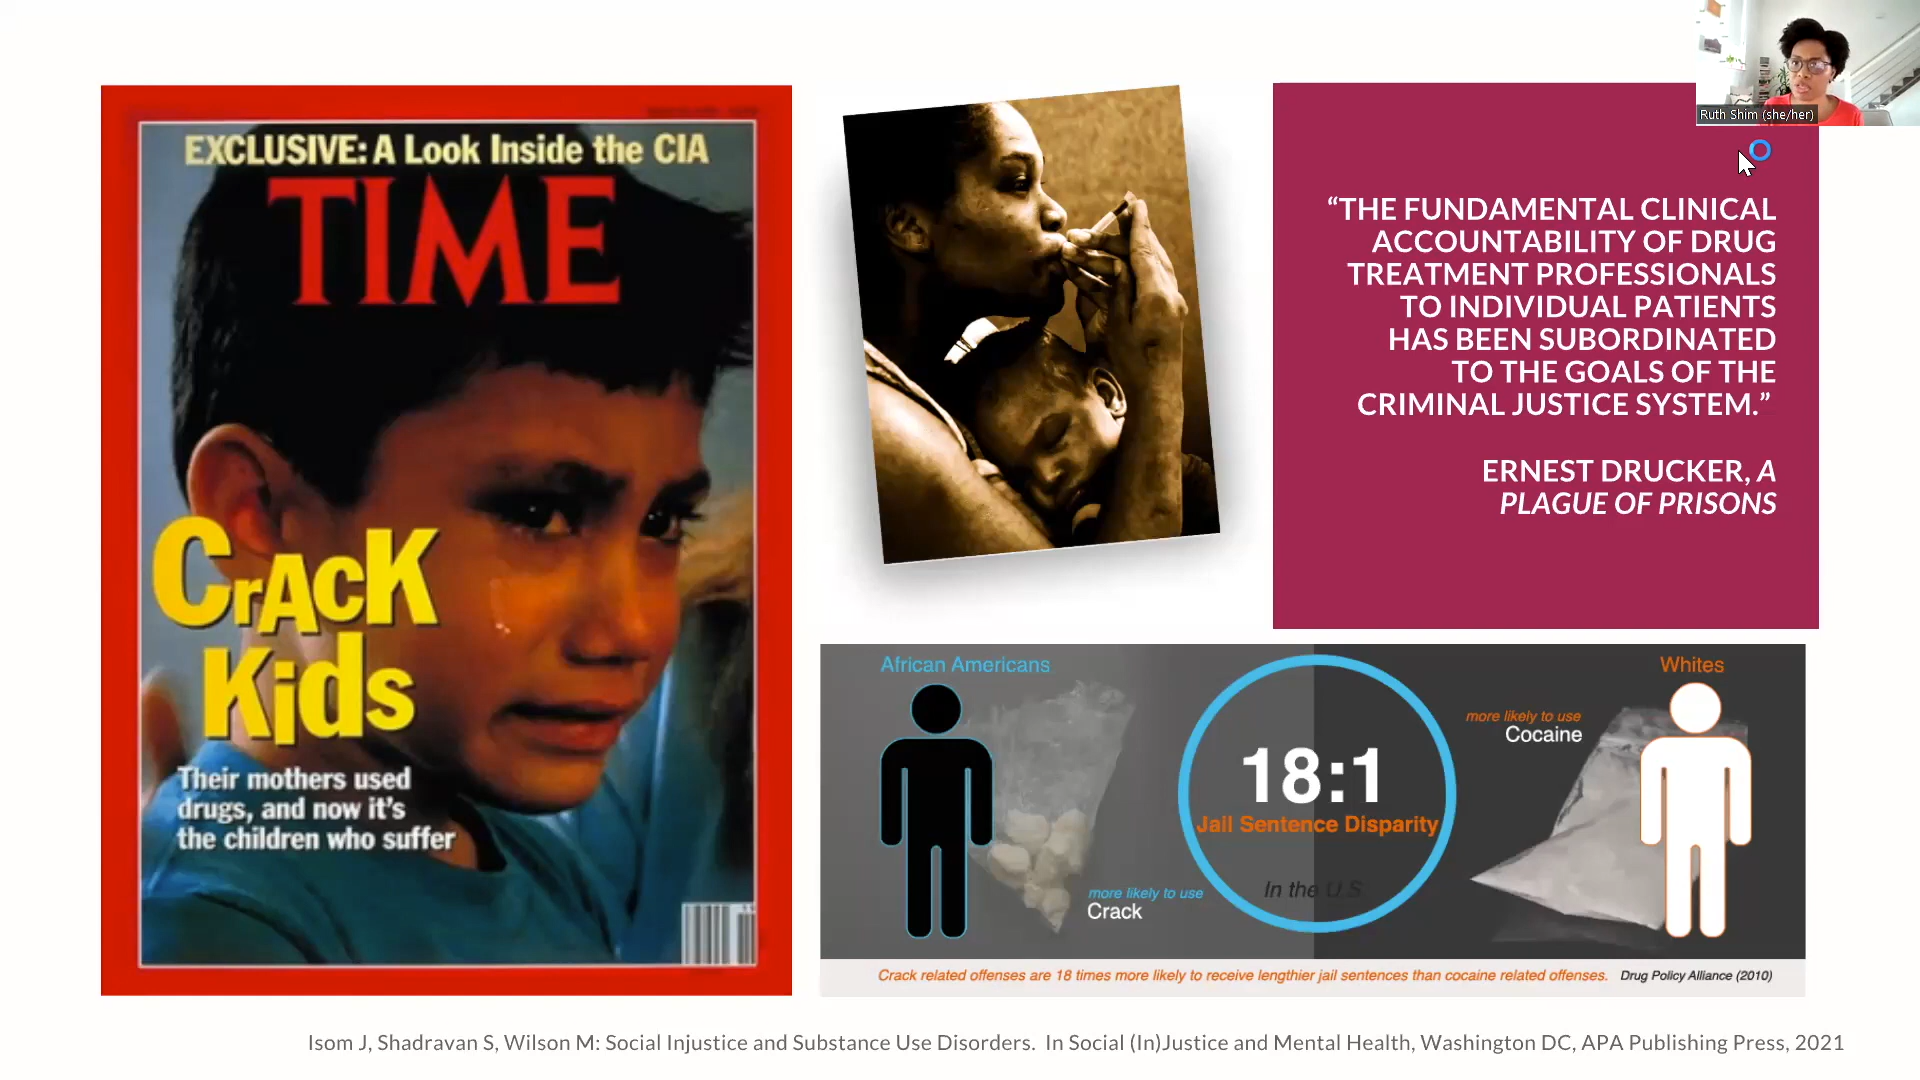 EXCLUSIVE: A Look Inside the CIA
TIME
CrAcK
Kids
Their mothers used
drugs, and now it's
the children who suffer
Ruth Shim (she/her)
“THE FUNDAMENTAL CLINICAL
ACCOUNTABILITY OF DRUG
TREATMENT PROFESSIONALS
TO INDIVIDUAL PATIENTS
HAS BEEN SUBORDINATED
TO THE GOALS OF THE
CRIMINAL JUSTICE SYSTEM.”
ERNEST DRUCKER, A
PLAGUE OF PRISONS
African Americans
more likely to use
Crack
18:1
Jail Sentence Disparity
In the U.S.
Whites
more likely to use
Cocaine
Crack related offenses are 18 times more likely to receive lengthier jail sentences than cocaine related offenses. Drug Policy Alliance (2010)
Isom J, Shadravan S, Wilson M: Social Injustice and Substance Use Disorders. In Social (In)Justice and Mental Health, Washington DC, APA Publishing Press, 2021